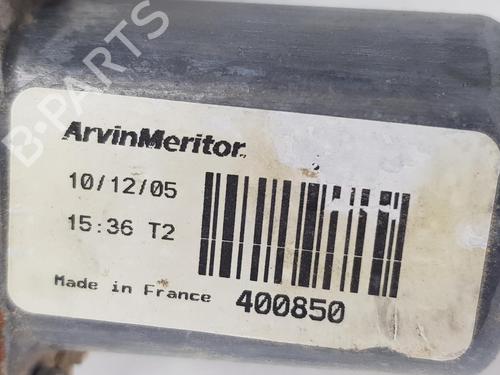 B-PARTS
ArvinMeritor.
10/12/05
15:36 T2
Made in France 400850